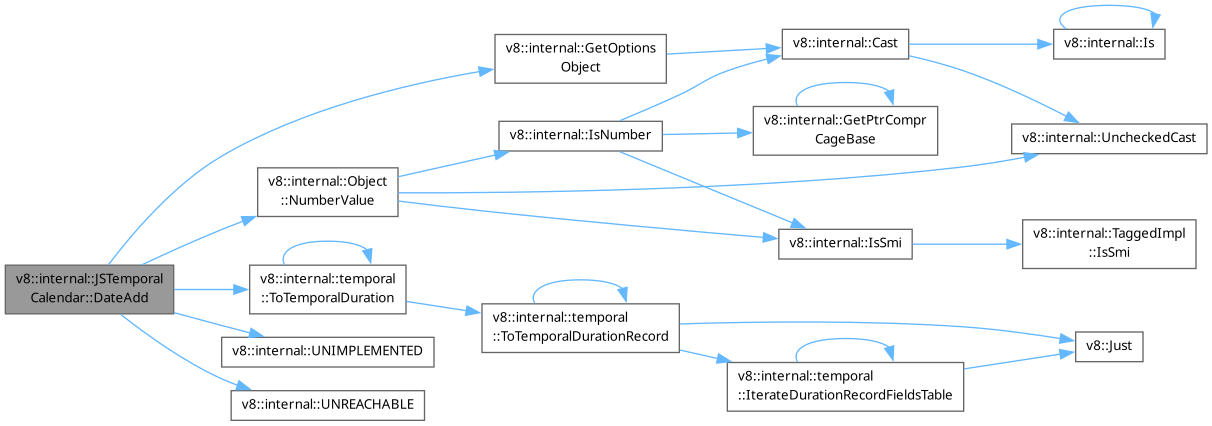 v8::internal::JSTemporal
Calendar::DateAdd
v8::internal::GetOptions
Object
v8::internal::Object
::NumberValue
v8::internal::temporal
::ToTemporalDuration
v8::internal::UNIMPLEMENTED
v8::internal::UNREACHABLE
v8::internal::IsNumber
v8::internal::temporal
::ToTemporalDurationRecord
v8::internal::Cast
v8::internal::GetPtrCompr
CageBase
v8::internal::IsSmi
v8::internal::temporal
::IterateDurationRecordFieldsTable
v8::internal::Is
v8::internal::UncheckedCast
v8::internal::TaggedImpl
::IsSmi
v8::Just